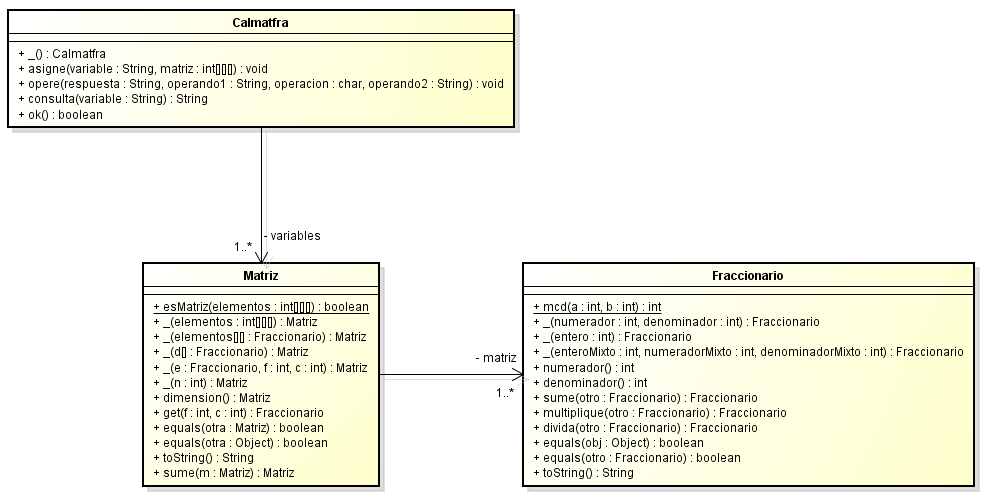 Calmatfra
+ _() : Calmatfra
+ asigne(variable : String, matriz : int[][][]) : void
+ opere(respuesta : String, operando1 : String, operacion : char, operando2 : String) : void
+ consulta(variable : String) : String
+ ok() : boolean
- variables
1..*
Matriz
+ esMatriz(elementos : int[][][]) : boolean
+ _(elementos : int[][][]) : Matriz
+ _(elementos[][] : Fraccionario) : Matriz
+ _(d[] : Fraccionario) : Matriz
+ _(e : Fraccionario, f : int, c : int) : Matriz
+ _(n : int) : Matriz
+ dimension() : Matriz
+ get(f : int, c : int) : Fraccionario
+ equals(otra : Matriz) : boolean
+ equals(otra : Object) : boolean
+ toString() : String
+ sume(m : Matriz) : Matriz
- matriz
1..*
Fraccionario
+ mcd(a : int, b : int) : int
+ _(numerador : int, denominador : int) : Fraccionario
+ _(entero : int) : Fraccionario
+ _(enteroMixto : int, numeradorMixto : int, denominadorMixto : int) : Fraccionario
+ numerador() : int
+ denominador() : int
+ sume(otro : Fraccionario) : Fraccionario
+ multiplique(otro : Fraccionario) : Fraccionario
+ divida(otro : Fraccionario) : Fraccionario
+ equals(obj : Object) : boolean
+ equals(otro : Fraccionario) : boolean
+ toString() : String